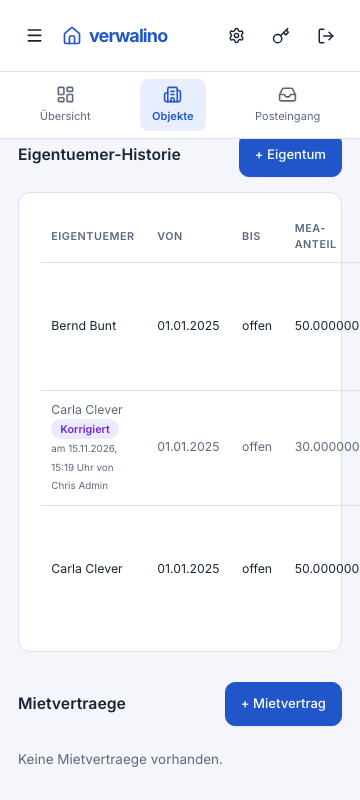 verwalino
Übersicht
Objekte
Posteingang
Eigentuemer-Historie
+ Eigentum
EIGENTUEMER VON BIS MEA-
ANTEIL
Bernd Bunt 01.01.2025 offen 50.000000
Carla Clever
Korrigiert
am 15.11.2026,
15:19 Uhr von
Chris Admin
01.01.2025 offen 30.000000
Carla Clever 01.01.2025 offen 50.000000
Mietvertraege
+ Mietvertrag
Keine Mietvertraege vorhanden.